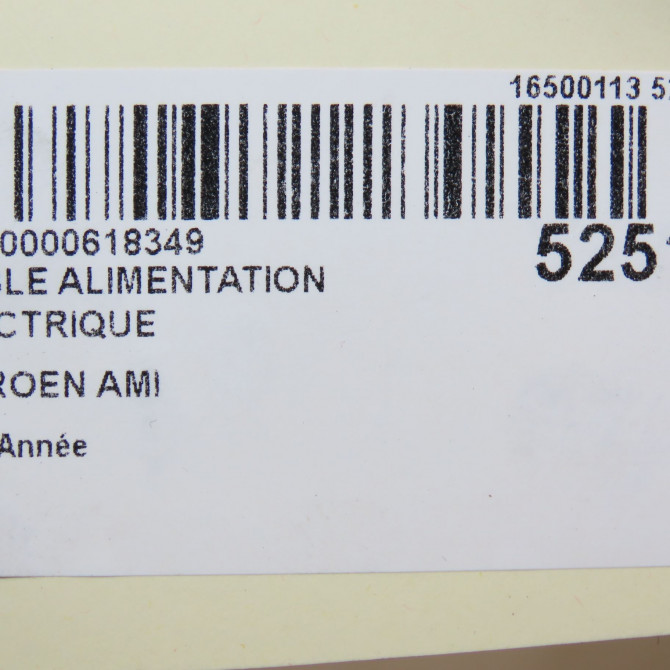 16500113 5
0000618349
525
LE ALIMENTATION
CTRIQUE
ROEN AMI
Année